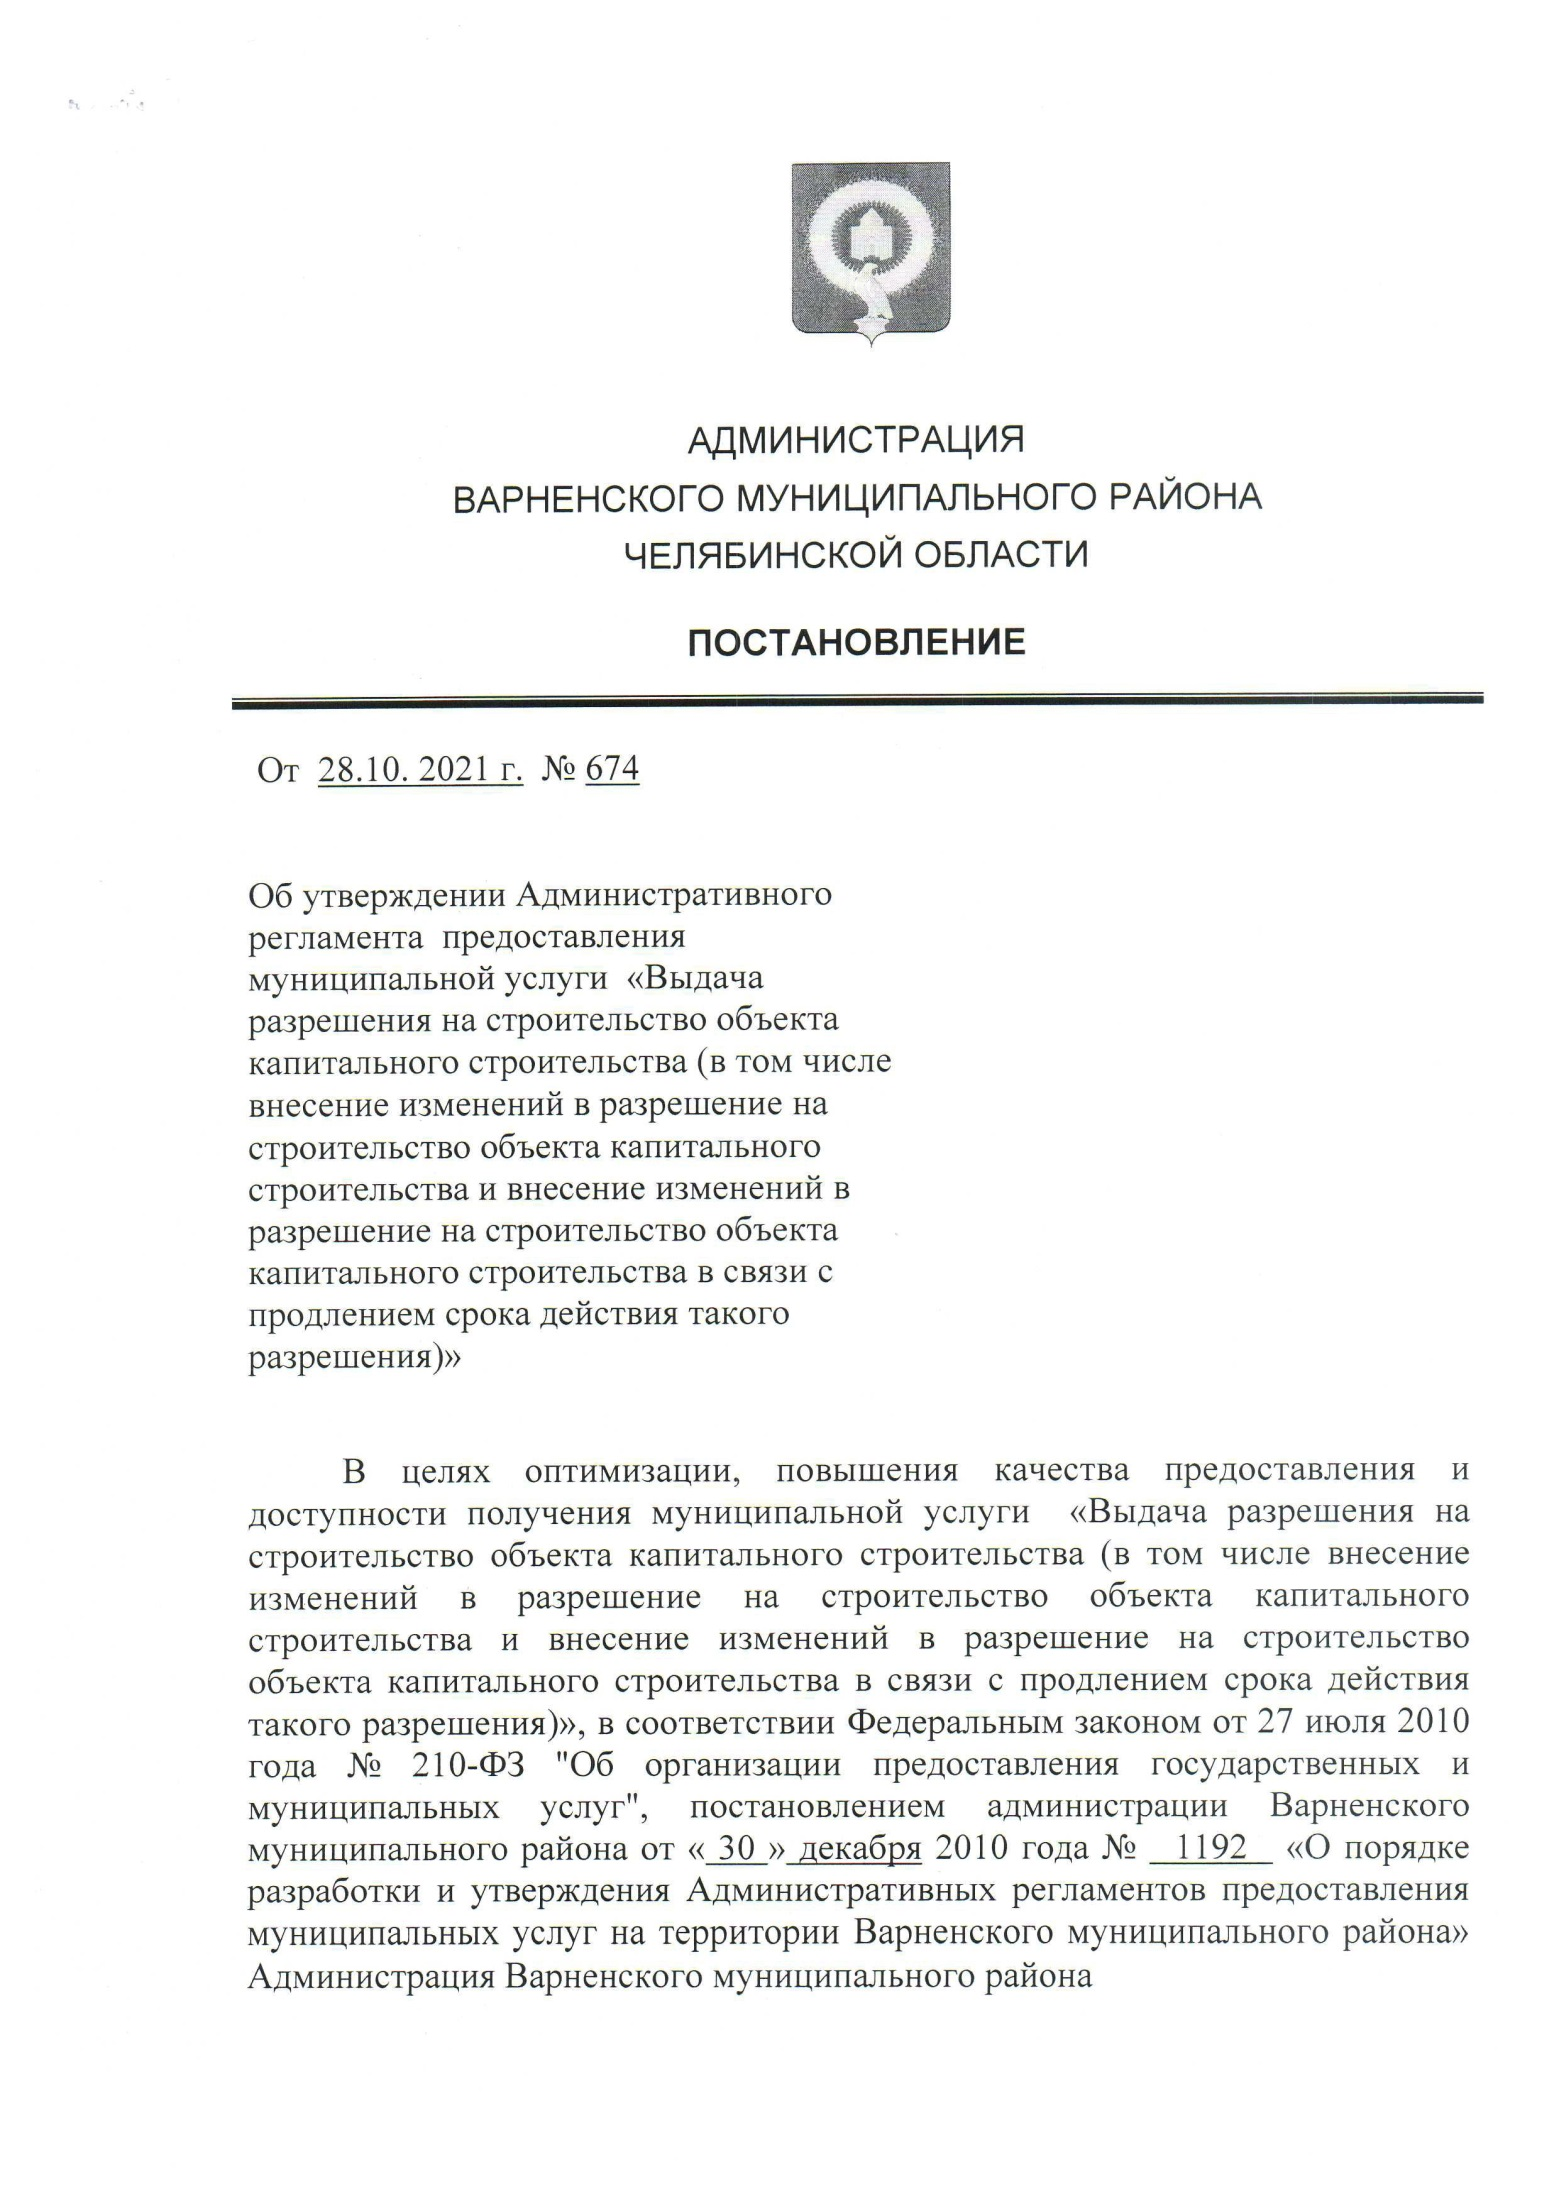 АДМИНИСТРАЦИЯ
ВАРНЕНСКОГО МУНИЦИПАЛЬНОГО РАЙОНА
ЧЕЛЯБИНСКОЙ ОБЛАСТИ
ПОСТАНОВЛЕНИЕ
От 28.10. 2021 г. № 674
Об утверждении Административного
регламента предоставления
муниципальной услуги «Выдача
разрешения на строительство объекта
капитального строительства (в том числе
внесение изменений в разрешение на
строительство объекта капитального
строительства и внесение изменений в
разрешение на строительство объекта
капитального строительства в связи с
продлением срока действия такого
разрешения)»
В целях оптимизации, повышения качества предоставления и
доступности получения муниципальной услуги «Выдача разрешения на
строительство объекта капитального строительства (в том числе внесение
изменений в разрешение на строительство объекта капитального
строительства и внесение изменений в разрешение на строительство
объекта капитального строительства в связи с продлением срока действия
такого разрешения)», в соответствии Федеральным законом от 27 июля 2010
года № 210-ФЗ "Об организации предоставления государственных и
муниципальных услуг", постановлением администрации Варненского
муниципального района от « 30 » декабря 2010 года № 1192 «О порядке
разработки и утверждения Административных регламентов предоставления
муниципальных услуг на территории Варненского муниципального района»
Администрация Варненского муниципального района